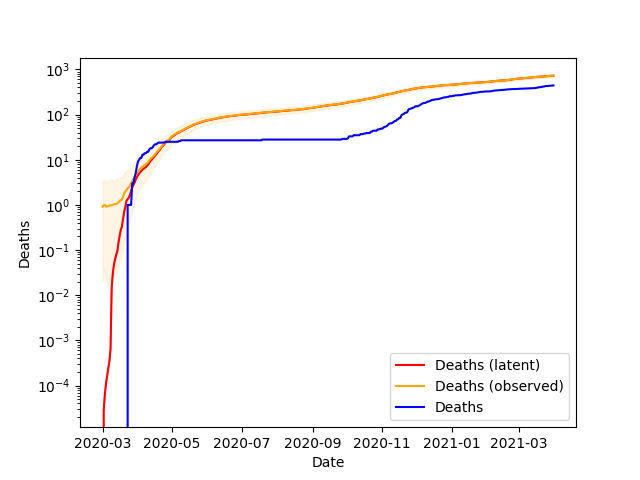 10³
10²
10¹
10⁰
10⁻¹
10⁻²
10⁻³
10⁻⁴
Deaths
Deaths (latent)
Deaths (observed)
Deaths
2020-03 2020-05 2020-07 2020-09 2020-11 2021-01 2021-03
Date